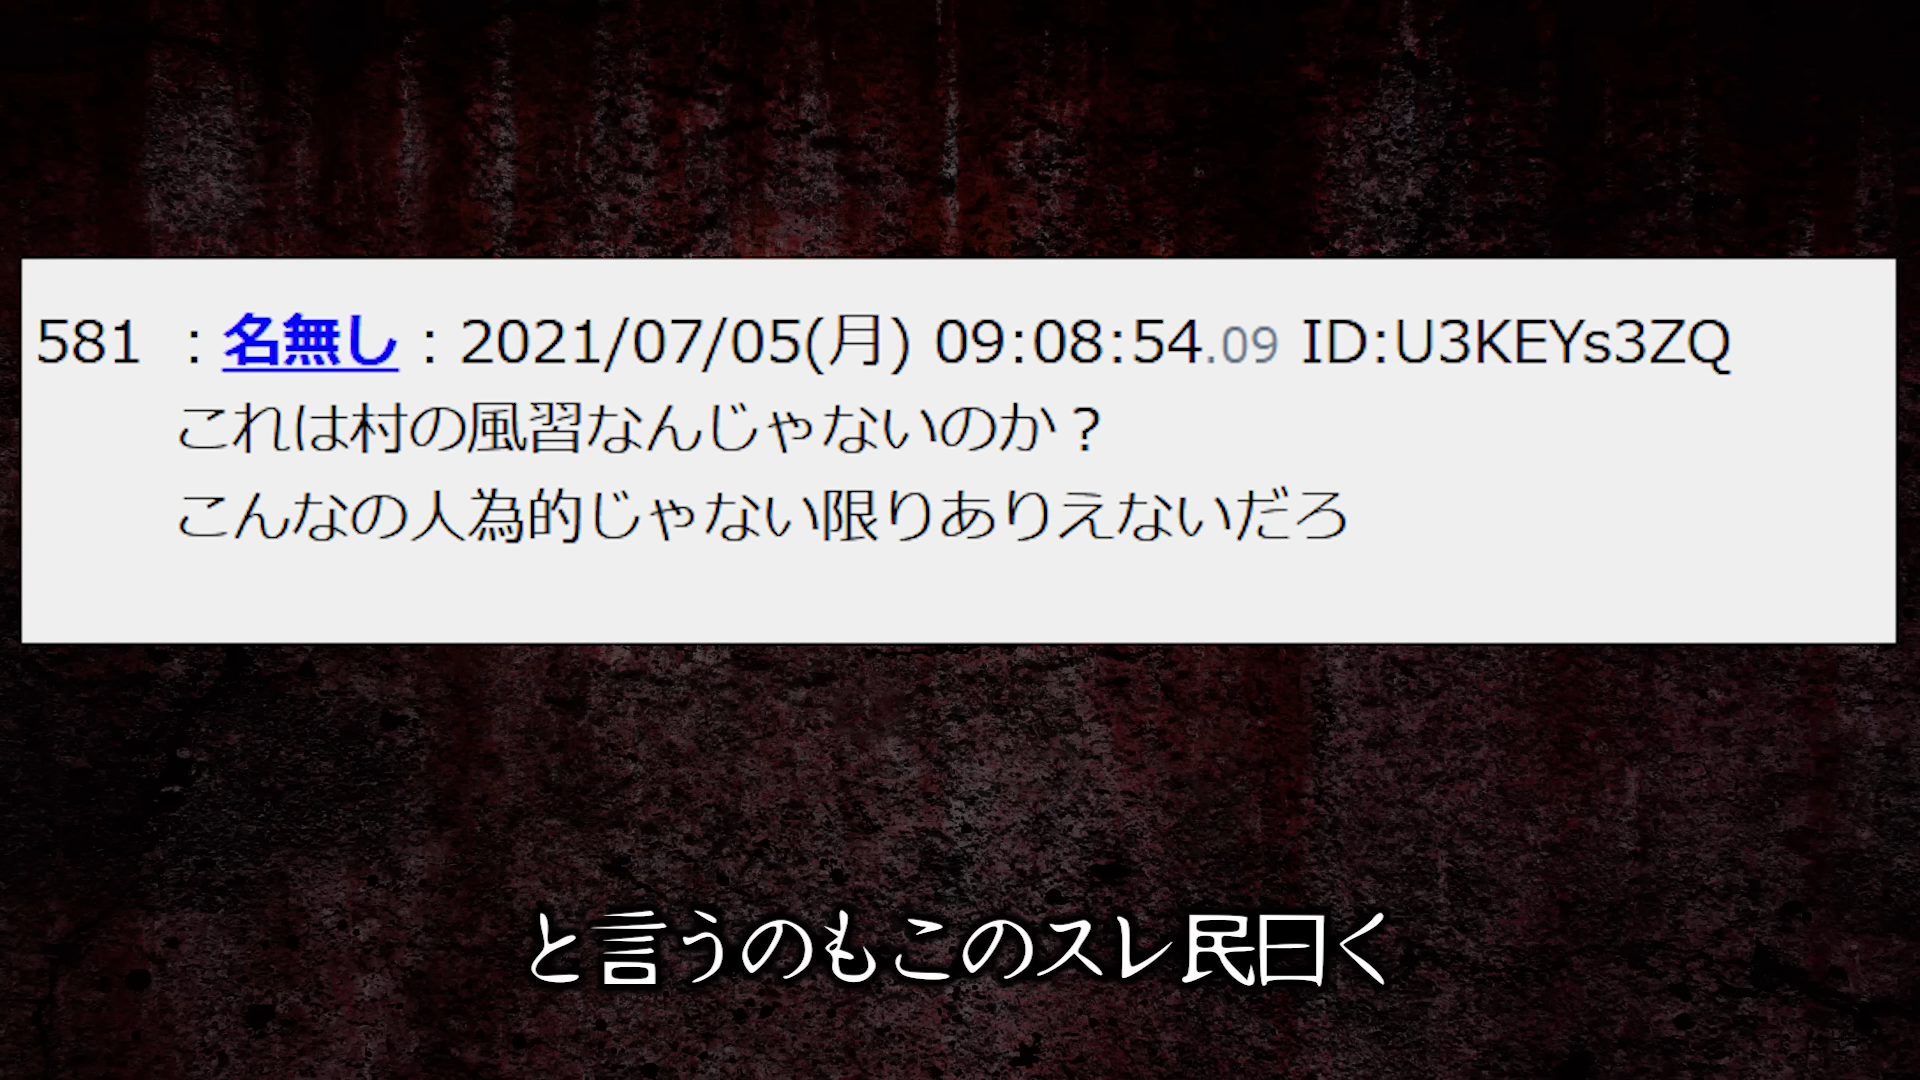 581 ：名無し：2021/07/05(月) 09:08:54.09 ID:U3KEYs3ZQ
これは村の風習なんじゃないのか？
こんなの人為的じゃない限りありえないだろ
と言うのもこのスレ民曰く